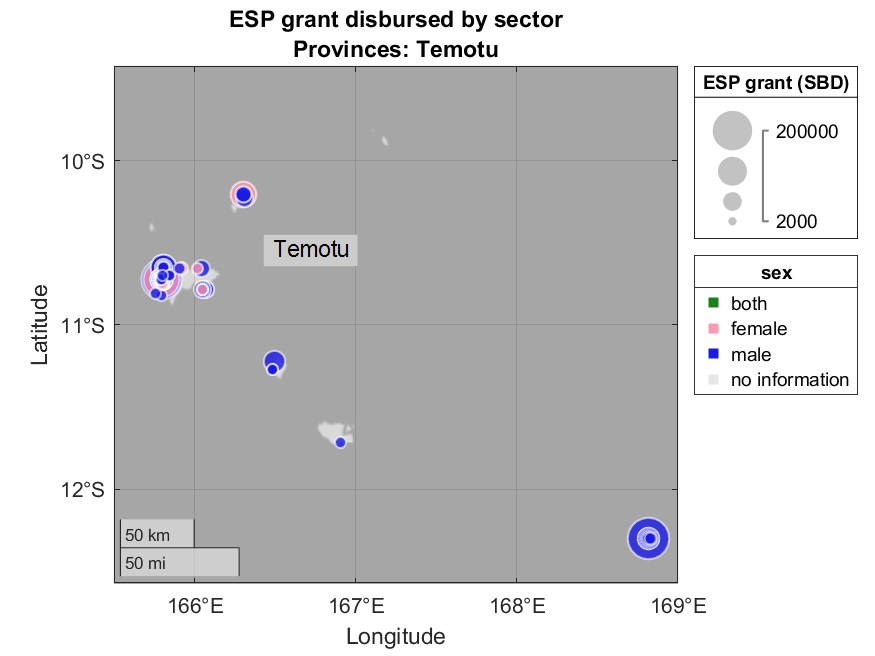 ESP grant disbursed by sector
Provinces: Temotu
ESP grant (SBD)
200000
2000
sex
both
female
male
no information
10°S
11°S
12°S
Latitude
Temotu
50 km
50 mi
166°E
167°E
168°E
169°E
Longitude